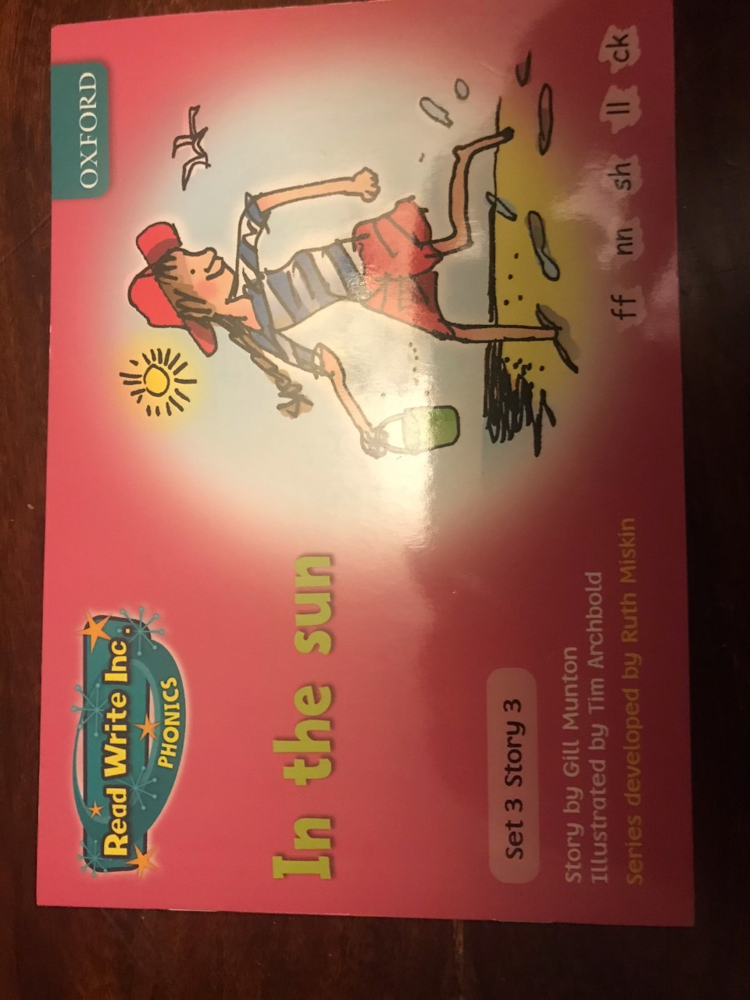 Read Write Inc.
PHONICS
OXFORD
In the sun
Set 3 Story 3
Story by Gill Munton
Illustrated by Tim Archbold
Series developed by Ruth Miskin
ff nn sh ll ck